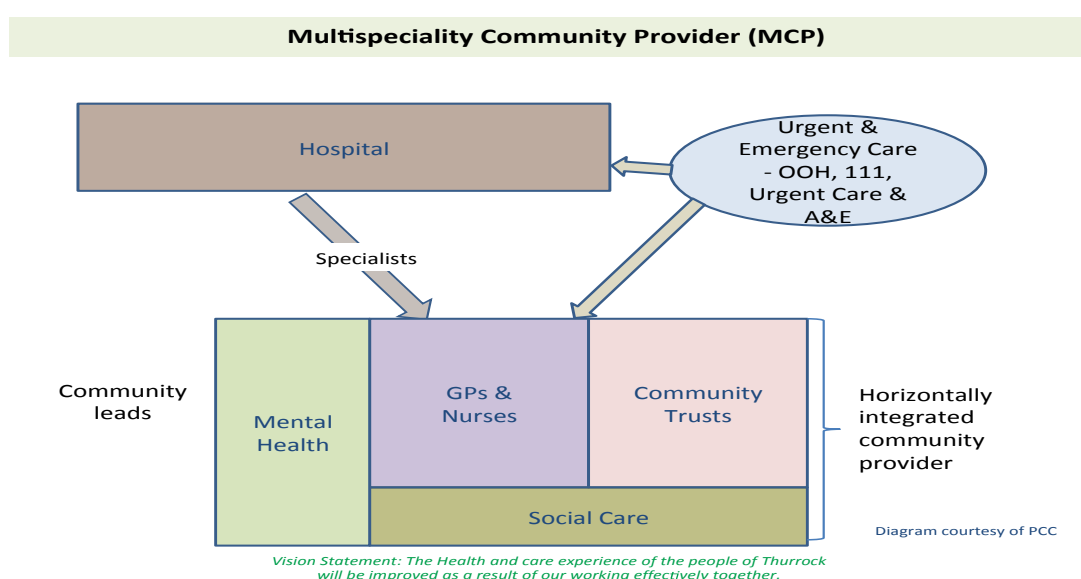 Multispeciality Community Provider (MCP)
Hospital
Urgent &
Emergency Care
- OOH, 111,
Urgent Care &
A&E
Specialists
Community
leads
Mental
Health
GPs &
Nurses
Community
Trusts
Horizontally
integrated
community
provider
Social Care
Diagram courtesy of PCC
Vision Statement: The Health and care experience of the people of Thurrock
will be improved as a result of our working effectively together.